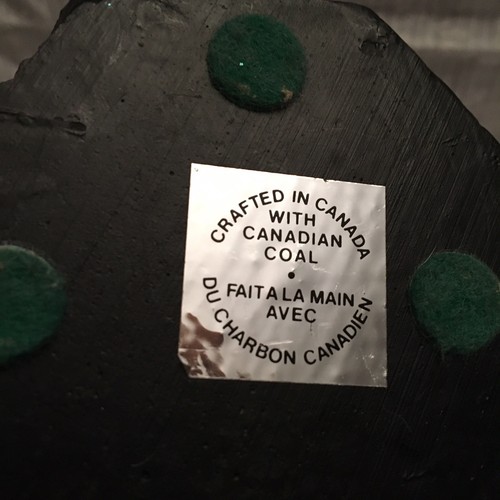 CRAFTED IN CANADA
WITH
CANADIAN
COAL
FAIT A LA MAIN
AVEC
DU CHARBON CANADIEN